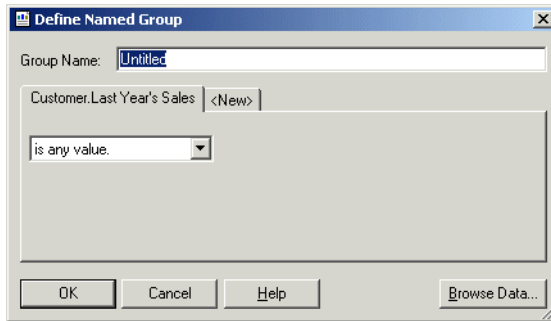 Define Named Group
Group Name: Untitled
Customer.Last Year's Sales <New>
is any value.
OK Cancel Help Browse Data...